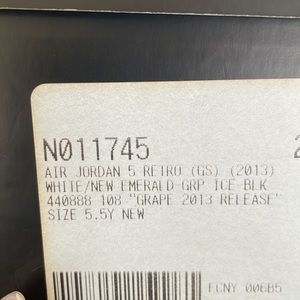 N011745
AIR JORDAN 5 RETRO (GS) (2013)
WHITE/NEW EMERALD-GRP ICE-BLK
440888 108 "GRAPE 2013 RELEASE"
SIZE 5.5Y NEW
FCNY 006B5